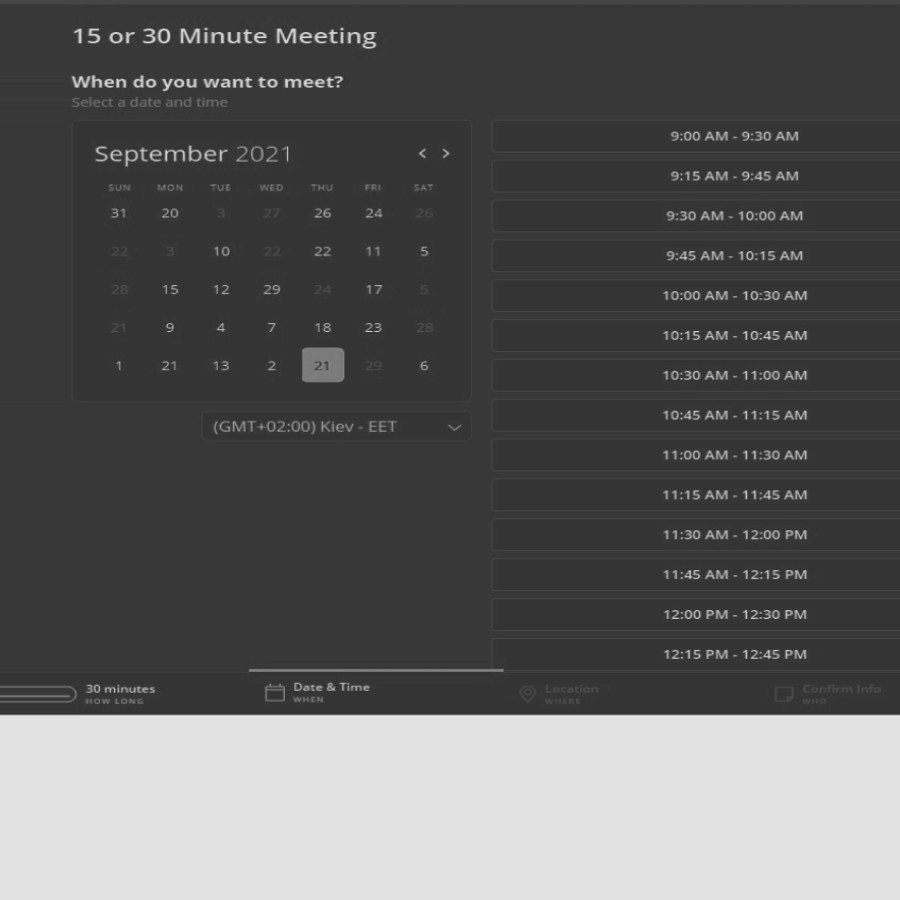 15 or 30 Minute Meeting
When do you want to meet?
Select a date and time
September 2021 < >
SUN MON TUE WED THU FRI SAT
31 20 3 27 26 24 26
22 3 10 22 22 11 5
28 15 12 29 24 17 5
21 9 4 7 18 23 28
1 21 13 2 21 29 6
(GMT+02:00) Kiev - EET
9:00 AM - 9:30 AM
9:15 AM - 9:45 AM
9:30 AM - 10:00 AM
9:45 AM - 10:15 AM
10:00 AM - 10:30 AM
10:15 AM - 10:45 AM
10:30 AM - 11:00 AM
10:45 AM - 11:15 AM
11:00 AM - 11:30 AM
11:15 AM - 11:45 AM
11:30 AM - 12:00 PM
11:45 AM - 12:15 PM
12:00 PM - 12:30 PM
12:15 PM - 12:45 PM
30 minutes
HOW LONG
Date & Time
WHEN
Location
WHERE
Confirm Info
WHO